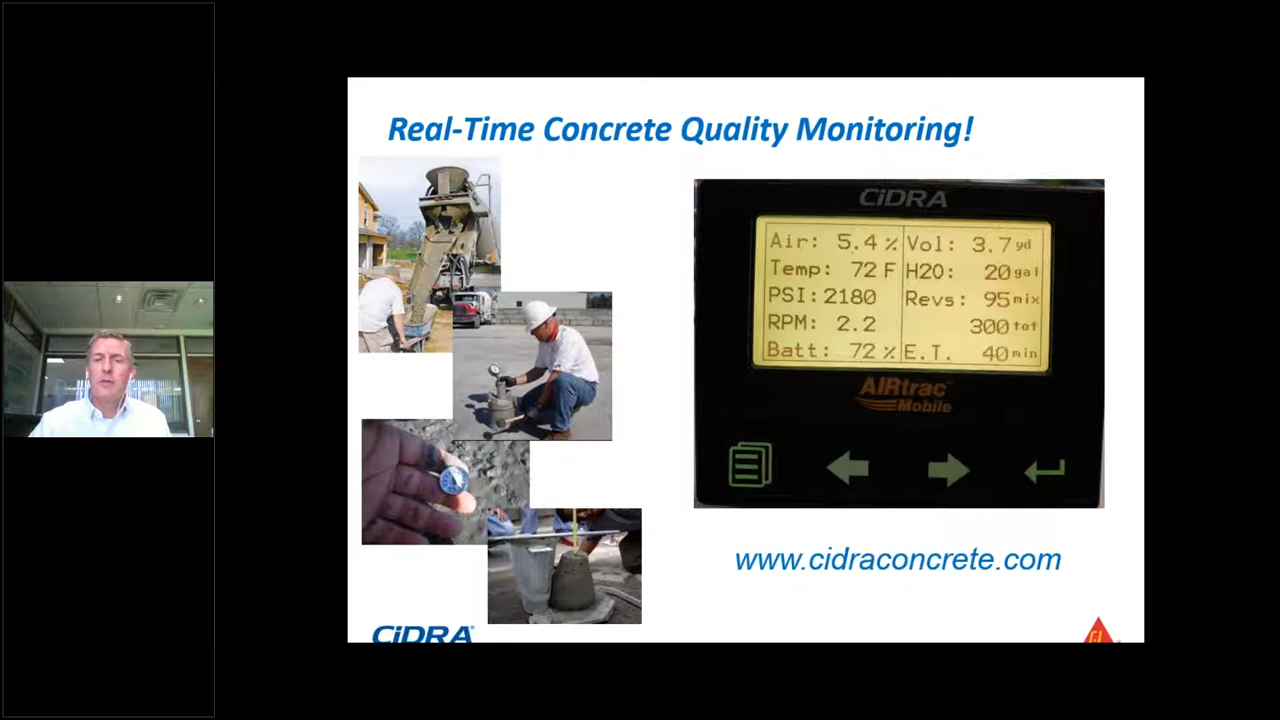 Real-Time Concrete Quality Monitoring!
CiDRA
Air: 5.4 % Vol: 3.7 yd
Temp: 72 F H2O: 20 gal
PSI: 2180 Revs: 95 mix
RPM: 2.2 300 tot
Batt: 72 % E.T. 40 min
AIRtrac™
Mobile
www.cidraconcrete.com
CiDRA®